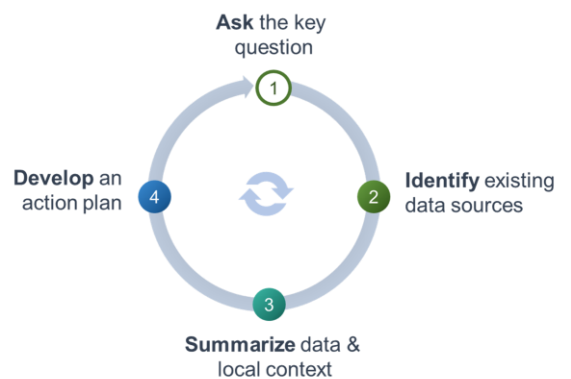 Ask the key
question
1
2
Identify existing
data sources
3
Summarize data &
local context
4
Develop an
action plan